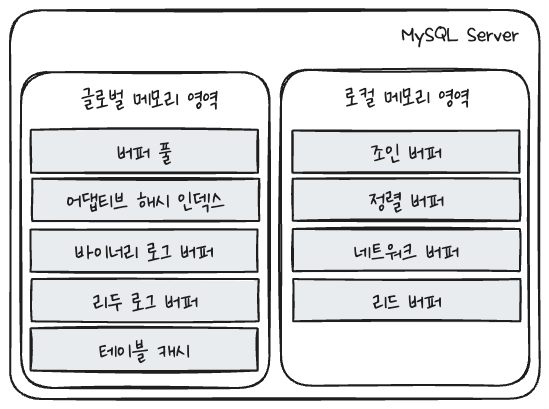 MySQL Server
글로벌 메모리 영역
버퍼 풀
어댑티브 해시 인덱스
바이너리 로그 버퍼
리두 로그 버퍼
테이블 캐시
로컬 메모리 영역
조인 버퍼
정렬 버퍼
네트워크 버퍼
리드 버퍼